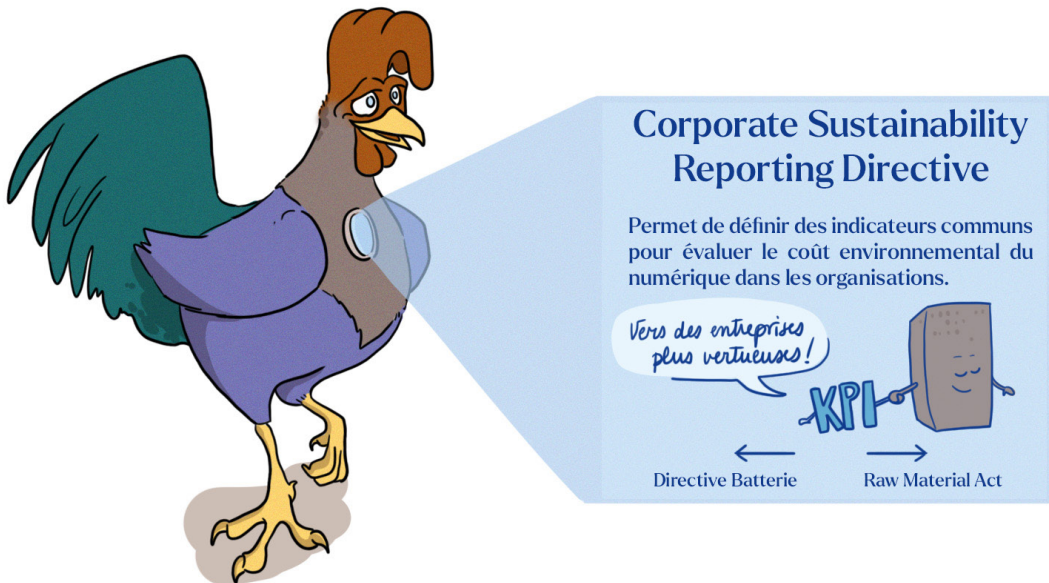 Corporate Sustainability
Reporting Directive
Permet de définir des indicateurs communs
pour évaluer le coût environnemental du
numérique dans les organisations.
Vers des entreprises
plus vertueuses !
KPI
Directive Batterie
Raw Material Act